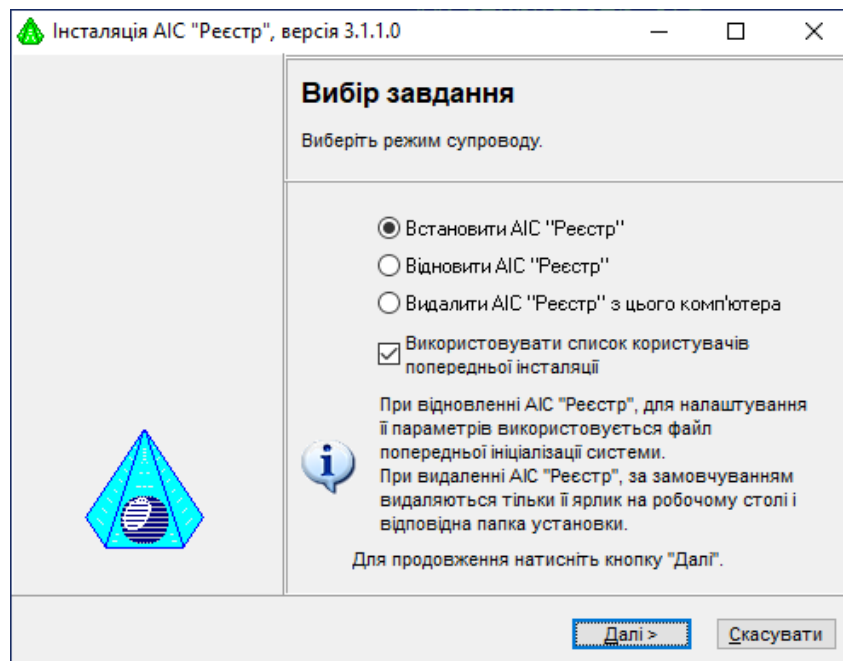 Інсталяція АІС "Реєстр", версія 3.1.1.0
Вибір завдання
Виберіть режим супроводу.
Встановити АІС "Реєстр"
Відновити АІС "Реєстр"
Видалити АІС "Реєстр" з цього комп'ютера
Використовувати список користувачів
попередньої інсталяції
При відновленні АІС "Реєстр", для налаштування
її параметрів використовується файл
попередньої ініціалізації системи.
При видаленні АІС "Реєстр", за замовчуванням
видаляються тільки її ярлик на робочому столі і
відповідна папка установки.
Для продовження натисніть кнопку "Далі".
Далі >
Скасувати